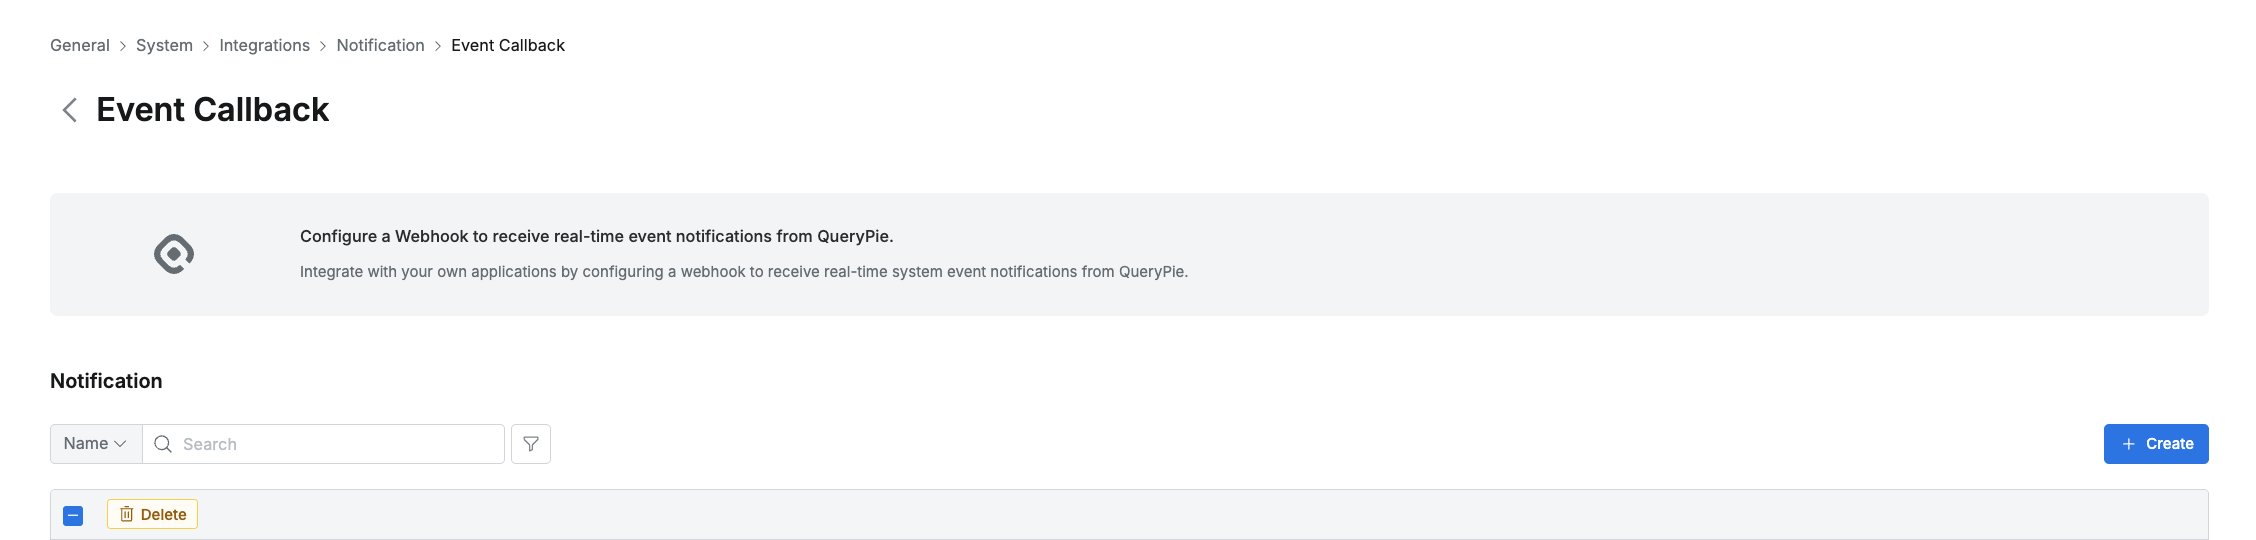 General > System > Integrations > Notification > Event Callback
Event Callback
Configure a Webhook to receive real-time event notifications from QueryPie.
Integrate with your own applications by configuring a webhook to receive real-time system event notifications from QueryPie.
Notification
Name Search Create
Delete